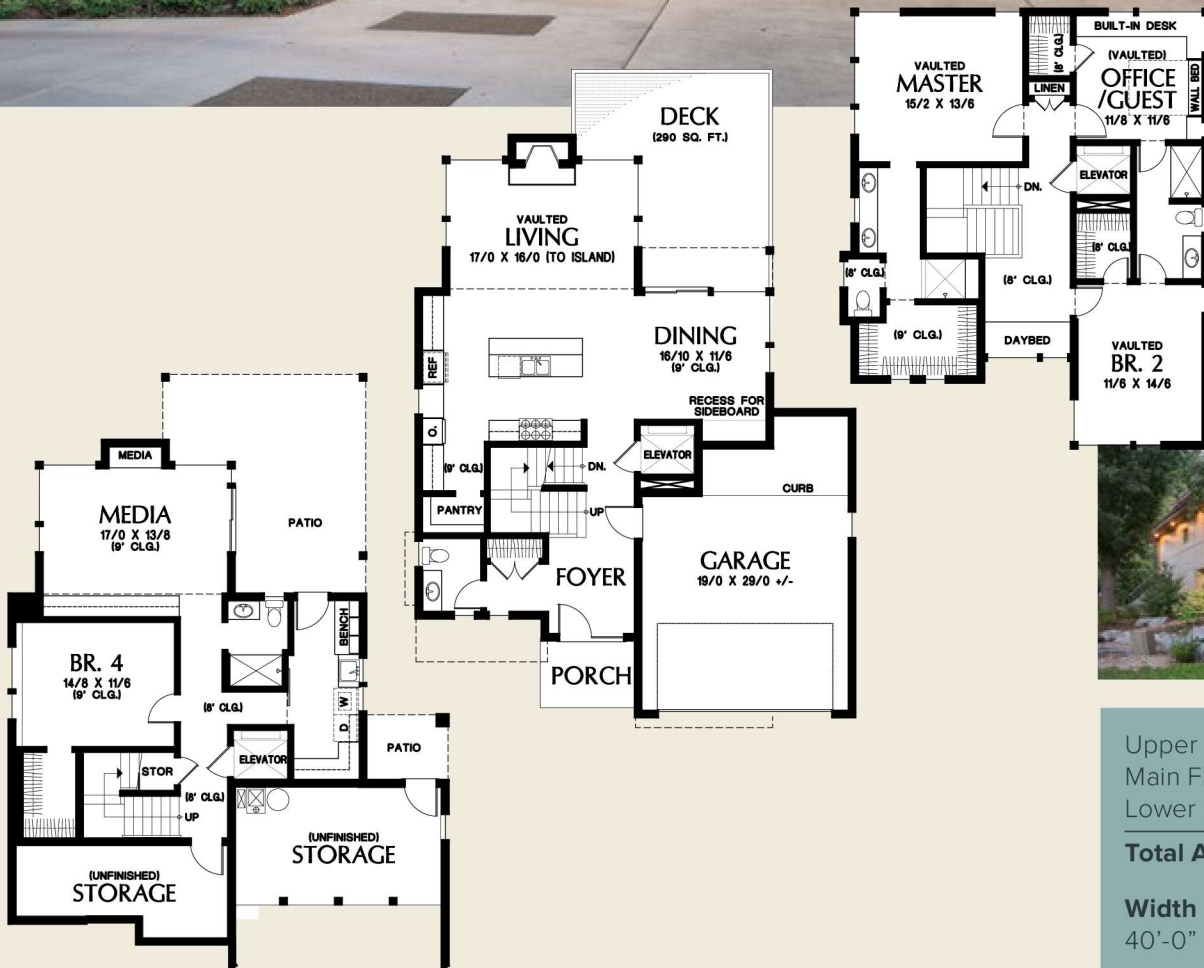 DECK
(290 SQ. FT.)
VAULTED
LIVING
17/0 X 16/0 (TO ISLAND)
DINING
16/10 X 11/6
(9' CLG.)
REF
RECESS FOR
SIDEBOARD
O.
(9' CLG.)
DN.
ELEVATOR
PANTRY
UP
CURB
GARAGE
19/0 X 29/0 +/-
FOYER
PORCH
BUILT-IN DESK
VAULTED
MASTER
15/2 X 13/6
(8' CLG.)
LINEN
(VAULTED)
OFFICE
/GUEST
11/8 X 11/6
WALL BED
ELEVATOR
DN.
(8' CLG.)
(8' CLG.)
(8' CLG.)
(9' CLG.)
DAYBED
VAULTED
BR. 2
11/6 X 14/6
MEDIA
MEDIA
17/0 X 13/8
(9' CLG.)
PATIO
BENCH
BR. 4
14/8 X 11/6
(9' CLG.)
(8' CLG.)
W
D
PATIO
STOR
ELEVATOR
(8' CLG.)
UP
(UNFINISHED)
STORAGE
(UNFINISHED)
STORAGE
Upper
Main F
Lower
Total A
Width
40'-0"